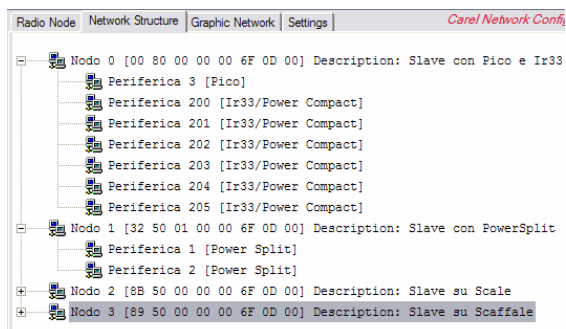 Radio Node Network Structure Graphic Network Settings Carel Network Config
Nodo 0 [00 80 00 00 00 6F 0D 00] Description: Slave con Pico e Ir33
Periferica 3 [Pico]
Periferica 200 [Ir33/Power Compact]
Periferica 201 [Ir33/Power Compact]
Periferica 202 [Ir33/Power Compact]
Periferica 203 [Ir33/Power Compact]
Periferica 204 [Ir33/Power Compact]
Periferica 205 [Ir33/Power Compact]
Nodo 1 [32 50 01 00 00 6F 0D 00] Description: Slave con PowerSplit
Periferica 1 [Power Split]
Periferica 2 [Power Split]
Nodo 2 [8B 50 00 00 00 6F 0D 00] Description: Slave su Scale
Nodo 3 [89 50 00 00 00 6F 0D 00] Description: Slave su Scaffale